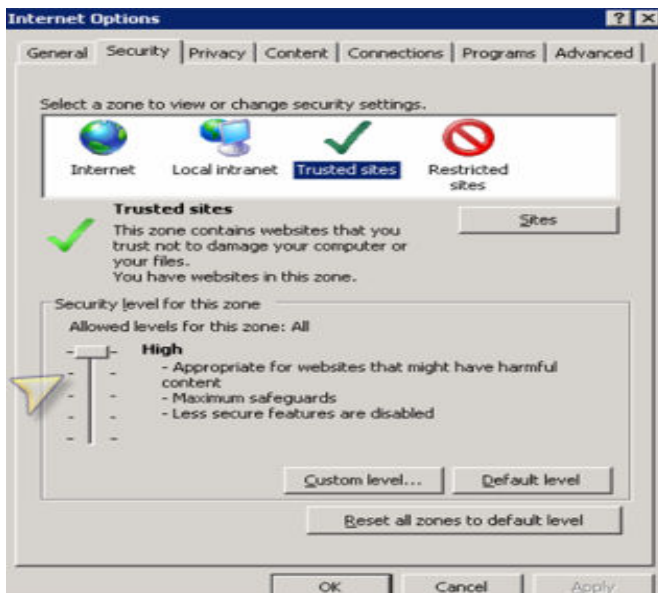 Internet Options
General Security Privacy Content Connections Programs Advanced
Select a zone to view or change security settings.
Internet Local intranet Trusted sites Restricted sites
Trusted sites
Sites
This zone contains websites that you
trust not to damage your computer or
your files.
You have websites in this zone.
Security level for this zone
Allowed levels for this zone: All
High
- Appropriate for websites that might have harmful
content
- Maximum safeguards
- Less secure features are disabled
Custom level... Default level
Reset all zones to default level
OK Cancel Apply